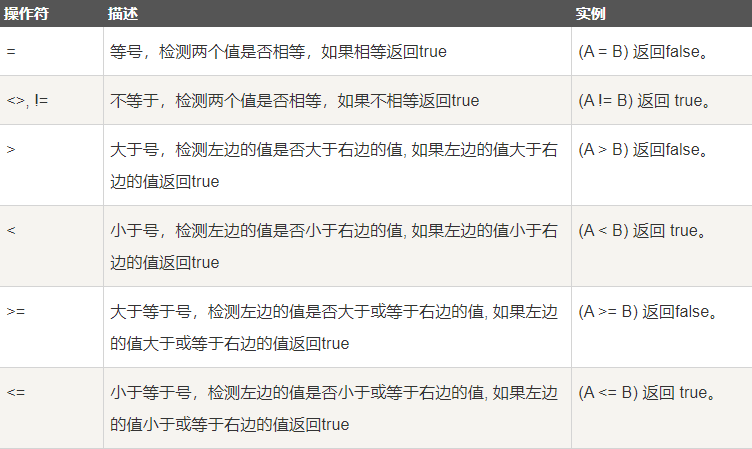 操作符 描述 实例
= 等号，检测两个值是否相等，如果相等返回true (A = B) 返回false。
<>, != 不等于，检测两个值是否相等，如果不相等返回true (A != B) 返回 true。
> 大于号，检测左边的值是否大于右边的值, 如果左边的值大于右 (A > B) 返回false。
边的值返回true
< 小于号，检测左边的值是否小于右边的值, 如果左边的值小于右 (A < B) 返回 true。
边的值返回true
>= 大于等于号，检测左边的值是否大于或等于右边的值, 如果左边 (A >= B) 返回false。
的值大于或等于右边的值返回true
<= 小于等于号，检测左边的值是否小于或等于右边的值, 如果左边 (A <= B) 返回 true。
的值小于或等于右边的值返回true